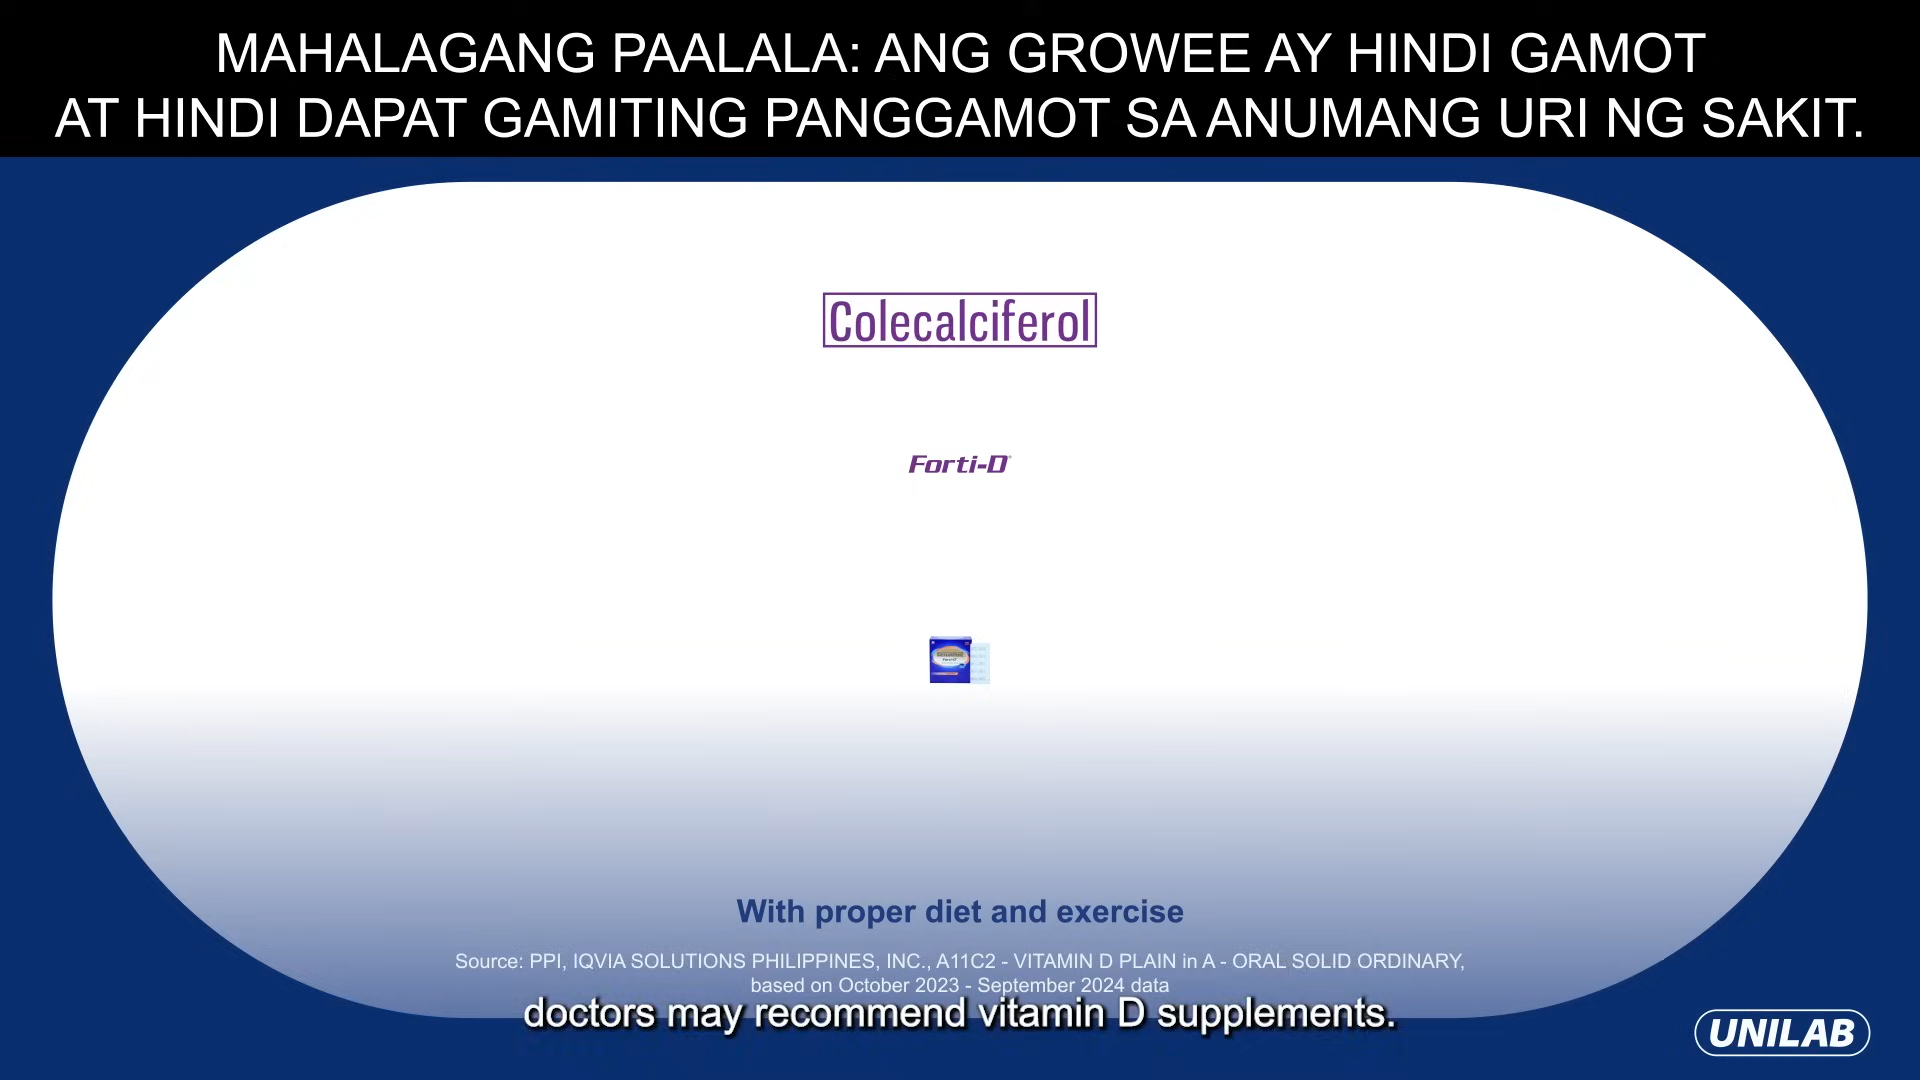 MAHALAGANG PAALALA: ANG GROWEE AY HINDI GAMOT
AT HINDI DAPAT GAMITING PANGGAMOT SA ANUMANG URI NG SAKIT.
Colecalciferol
Forti-D
With proper diet and exercise
Source: PPI, IQVIA SOLUTIONS PHILIPPINES, INC., A11C2 - VITAMIN D PLAIN in A - ORAL SOLID ORDINARY,
based on October 2023 - September 2024 data
doctors may recommend vitamin D supplements.
UNILAB